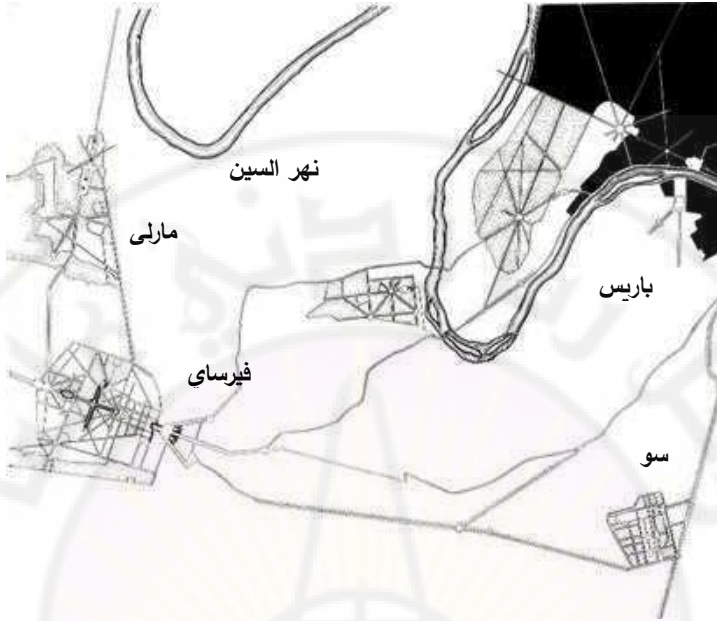 نهر السين
مارلى
باريس
فيرساي
سو